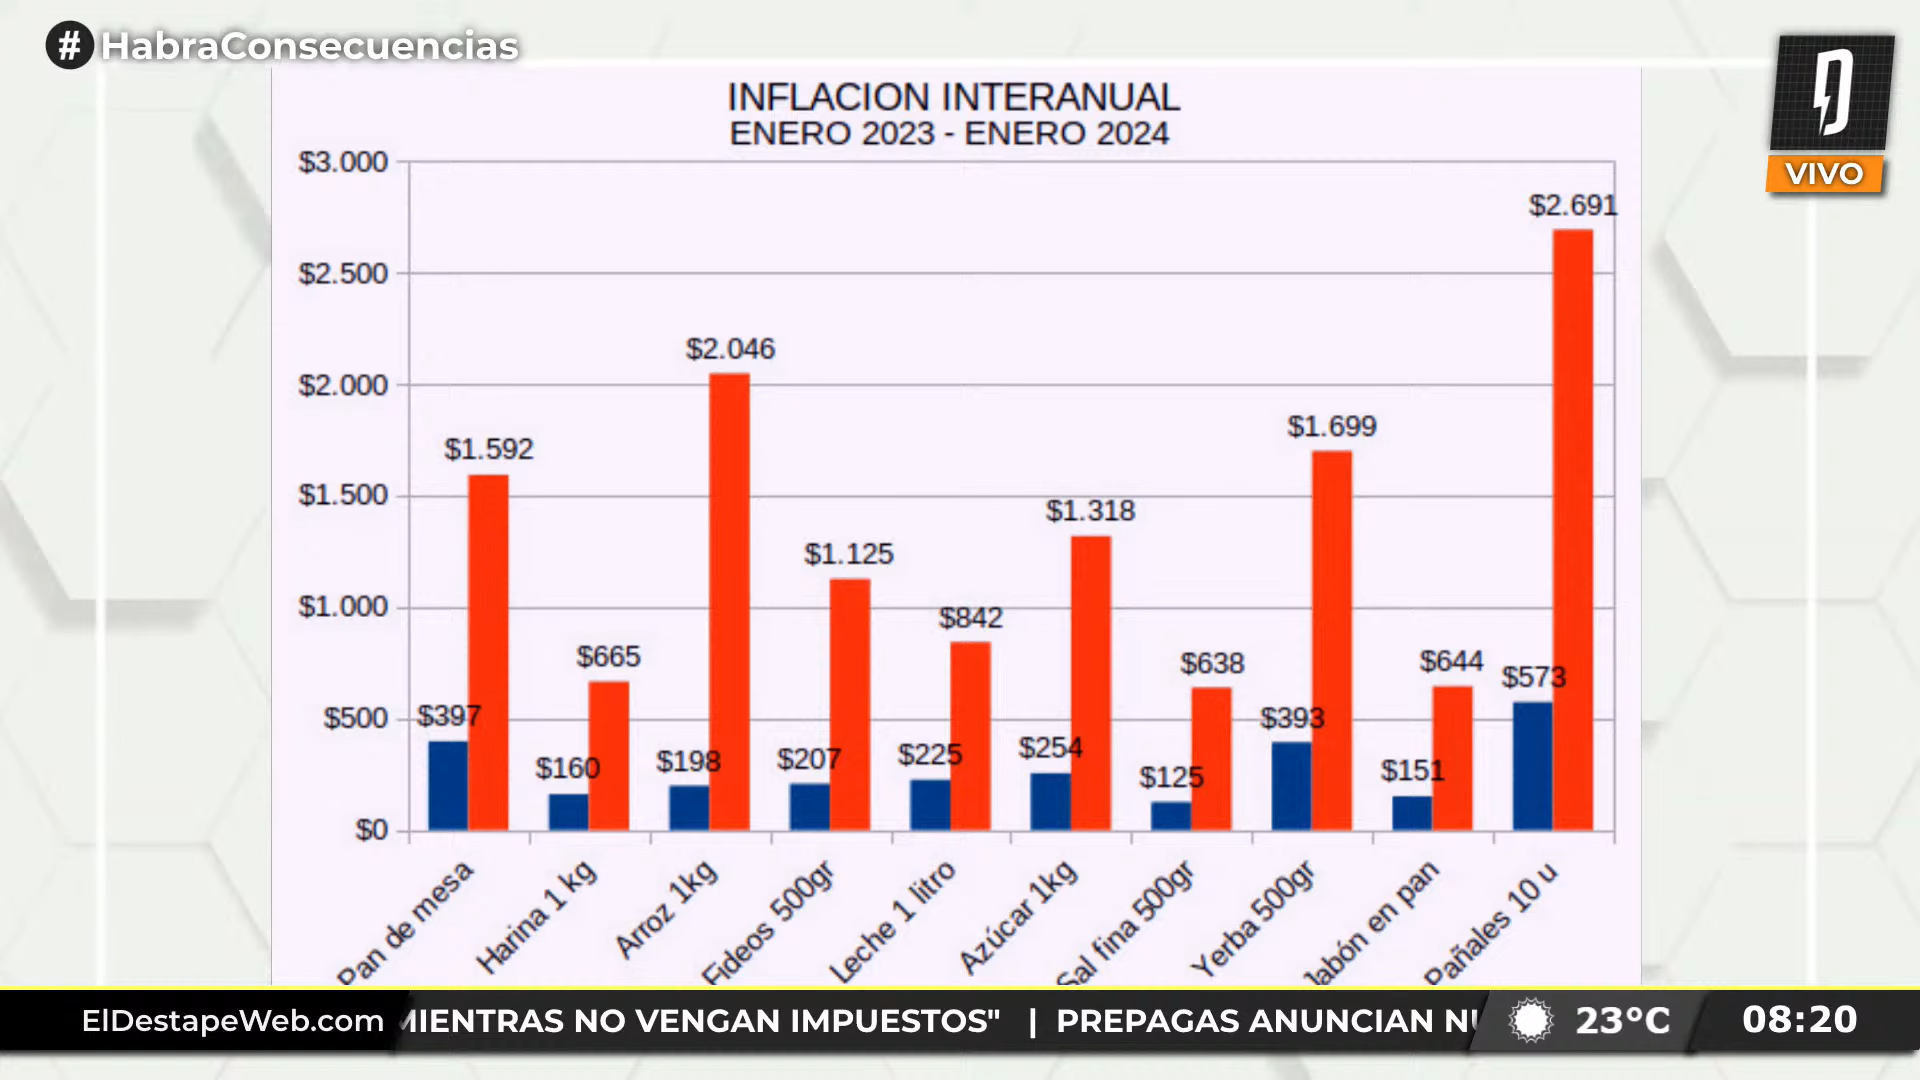 # HabraConsecuencias
VIVO
INFLACION INTERANUAL
ENERO 2023 - ENERO 2024
$3.000
$2.500
$2.000
$1.500
$1.000
$500
$0
$397
$1.592
$160
$665
$198
$2.046
$207
$1.125
$225
$842
$254
$1.318
$125
$638
$393
$1.699
$151
$644
$573
$2.691
Pan de mesa
Harina 1 kg
Arroz 1kg
Fideos 500gr
Leche 1 litro
Azúcar 1kg
Sal fina 500gr
Yerba 500gr
Jabón en pan
Pañales 10 u
ElDestapeWeb.com
MIENTRAS NO VENGAN IMPUESTOS" | PREPAGAS ANUNCIAN
23°C
08:20